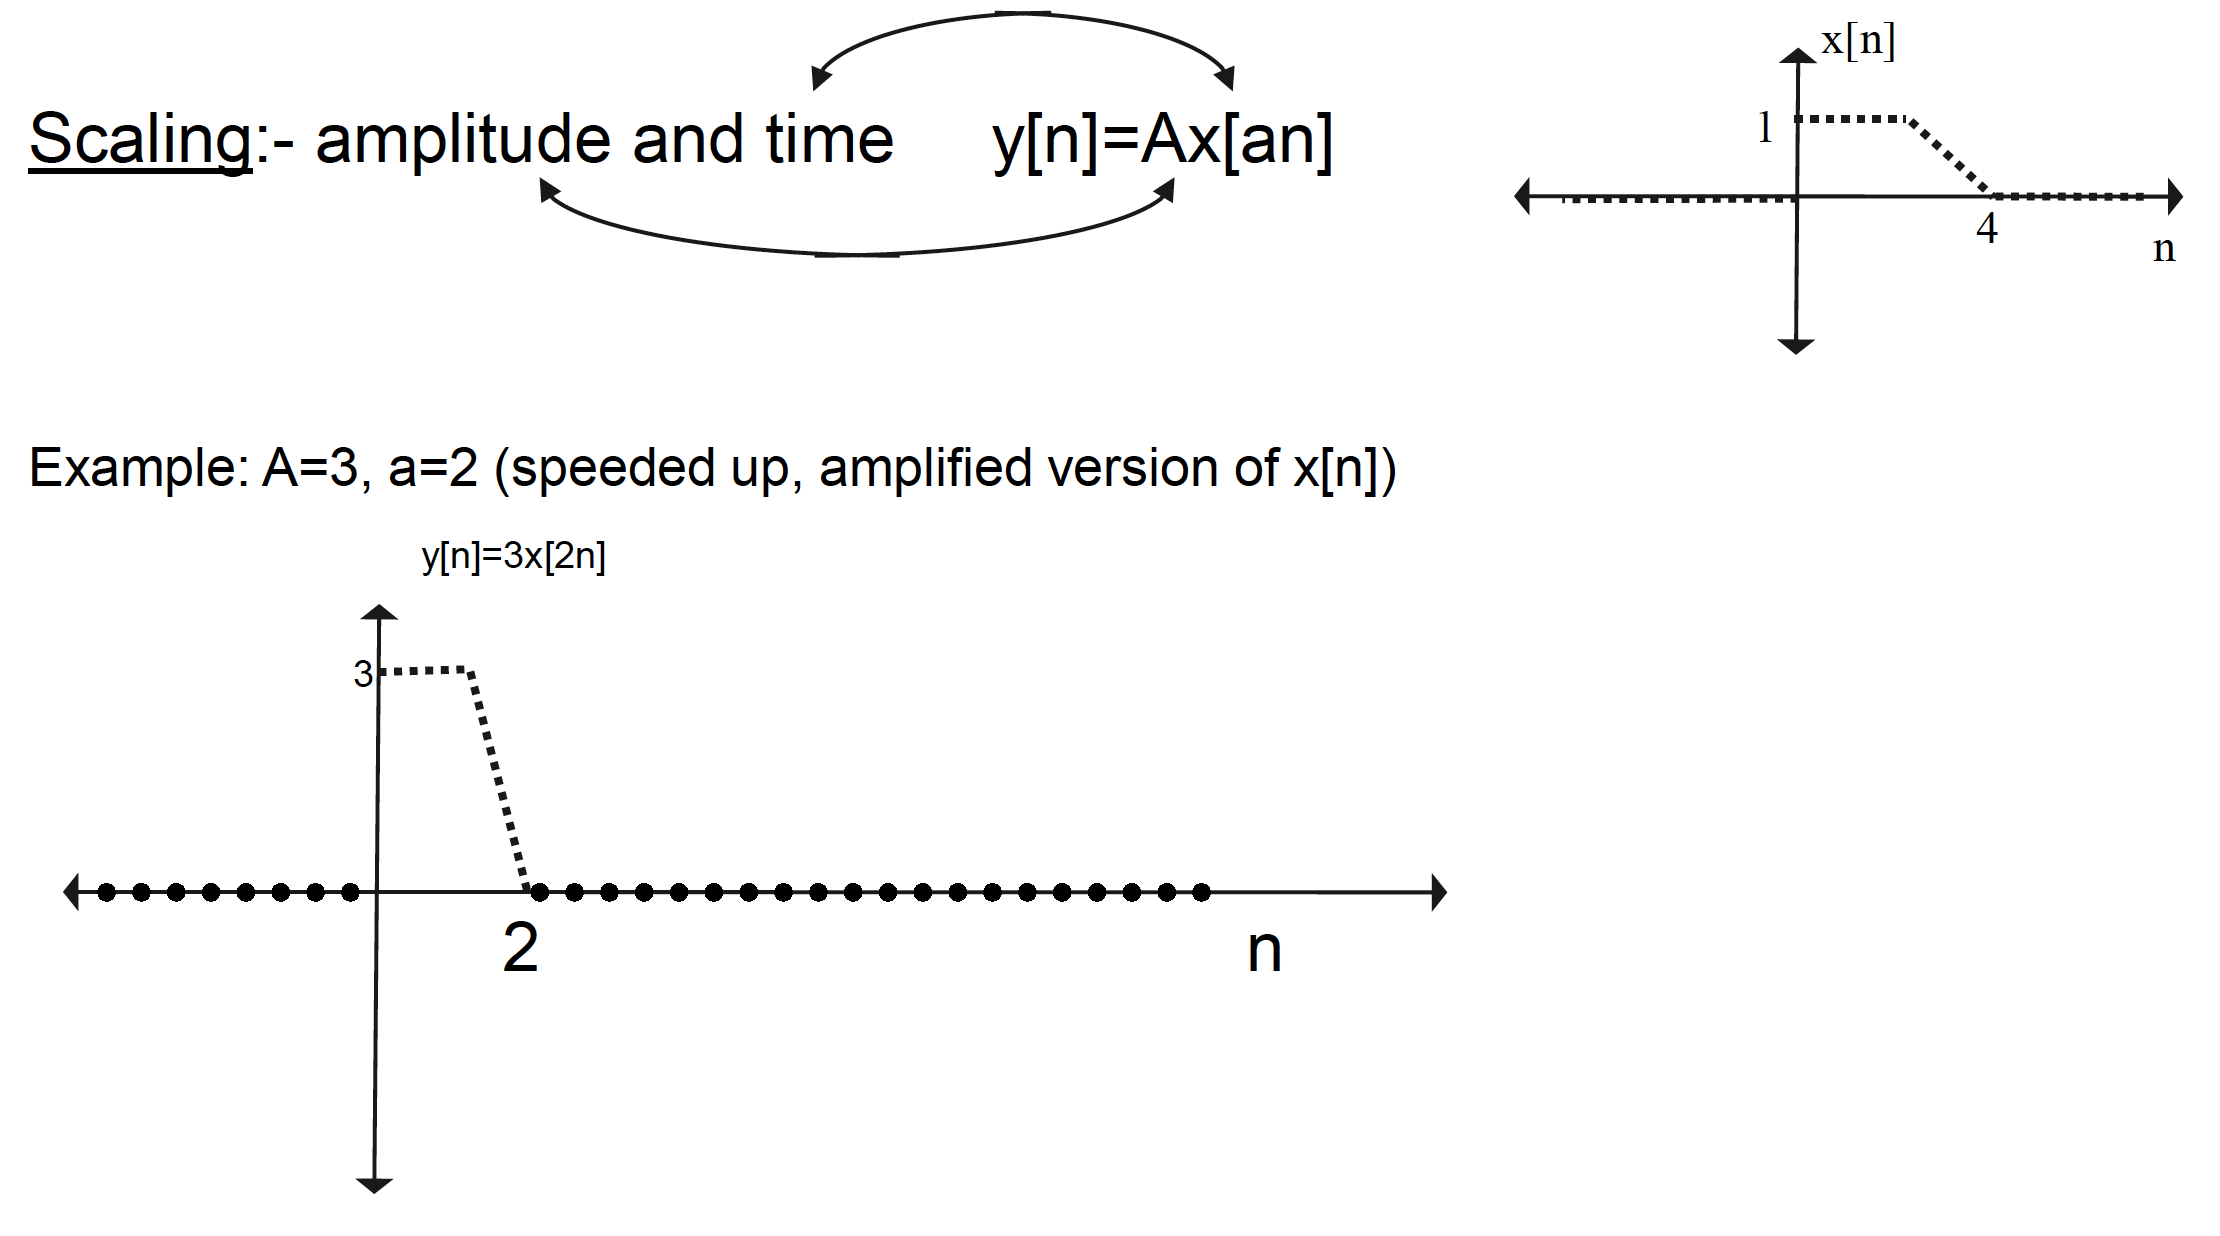 Scaling:- amplitude and time y[n]=Ax[an]
x[n]
1
4
n
Example: A=3, a=2 (speeded up, amplified version of x[n])
y[n]=3x[2n]
3
2
n